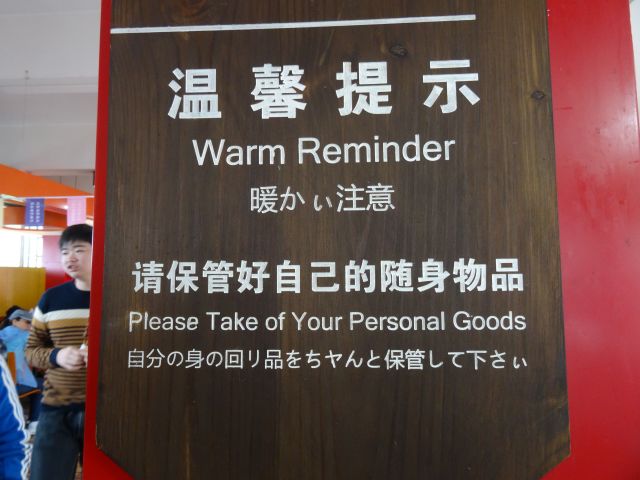 温馨提示
Warm Reminder
暖かぃ注意
请保管好自己的随身物品
Please Take of Your Personal Goods
自分の身の回リ品をちヤんと保管して下さぃ